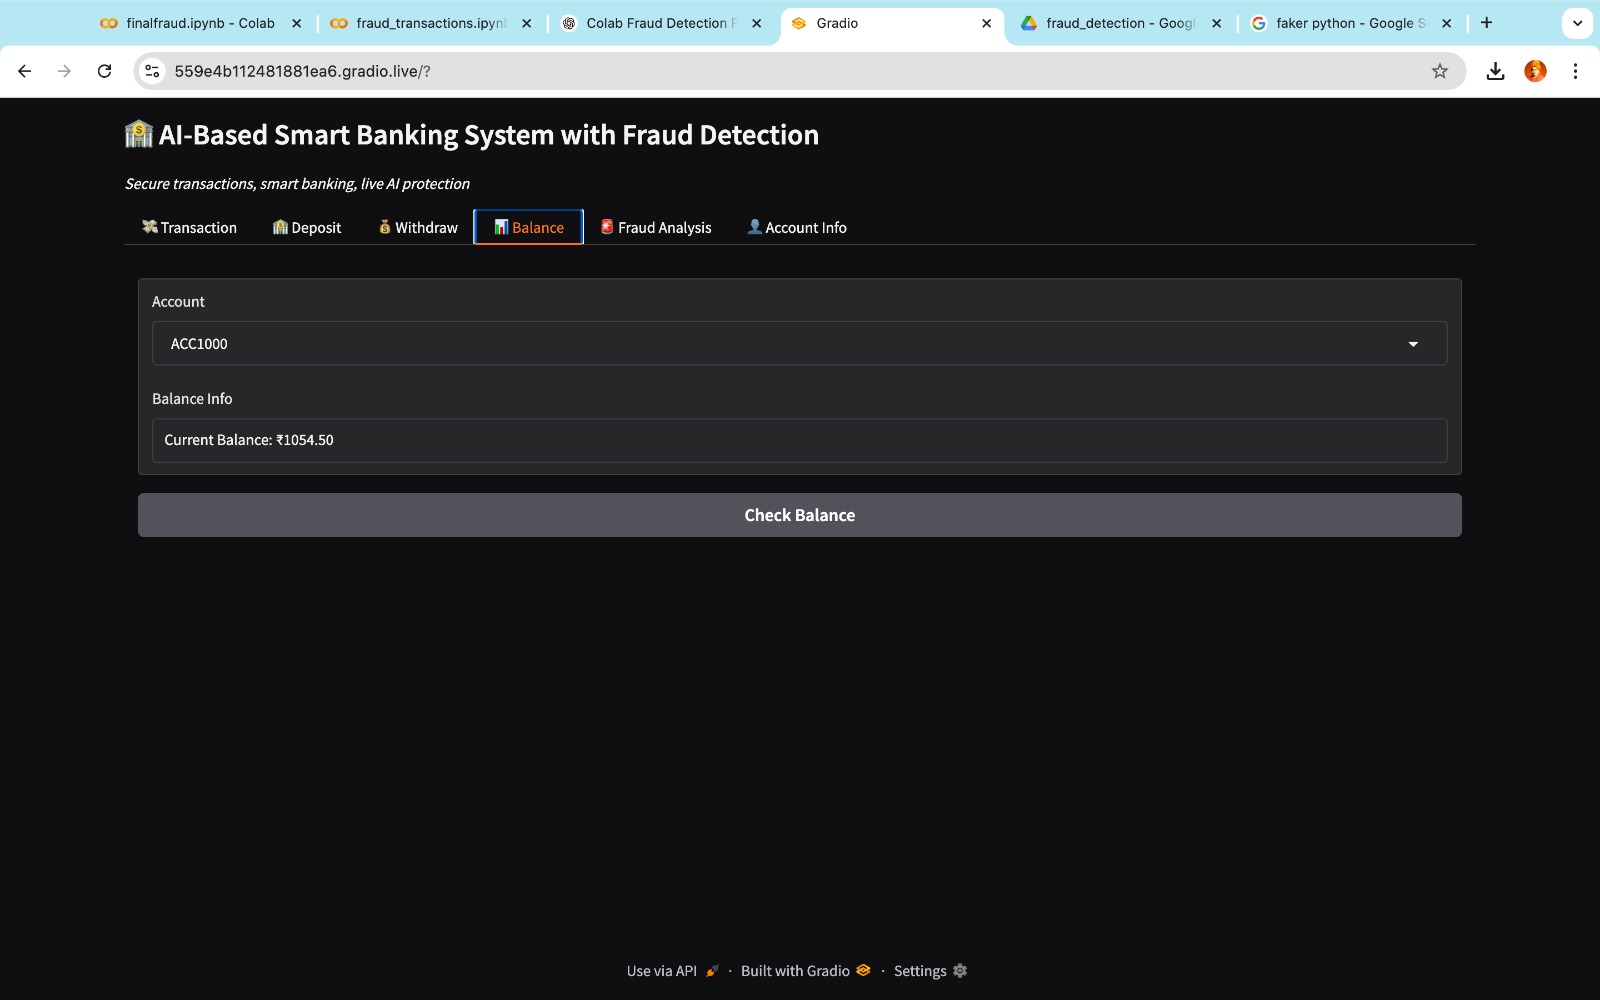 finalfraud.ipynb - Colab
fraud_transactions.ipynb
Colab Fraud Detection
Gradio
fraud_detection - Google
faker python - Google
559e4b112481881ea6.gradio.live/?
AI-Based Smart Banking System with Fraud Detection
Secure transactions, smart banking, live AI protection
Transaction
Deposit
Withdraw
Balance
Fraud Analysis
Account Info
Account
ACC1000
Balance Info
Current Balance: ₹1054.50
Check Balance
Use via API · Built with Gradio · Settings